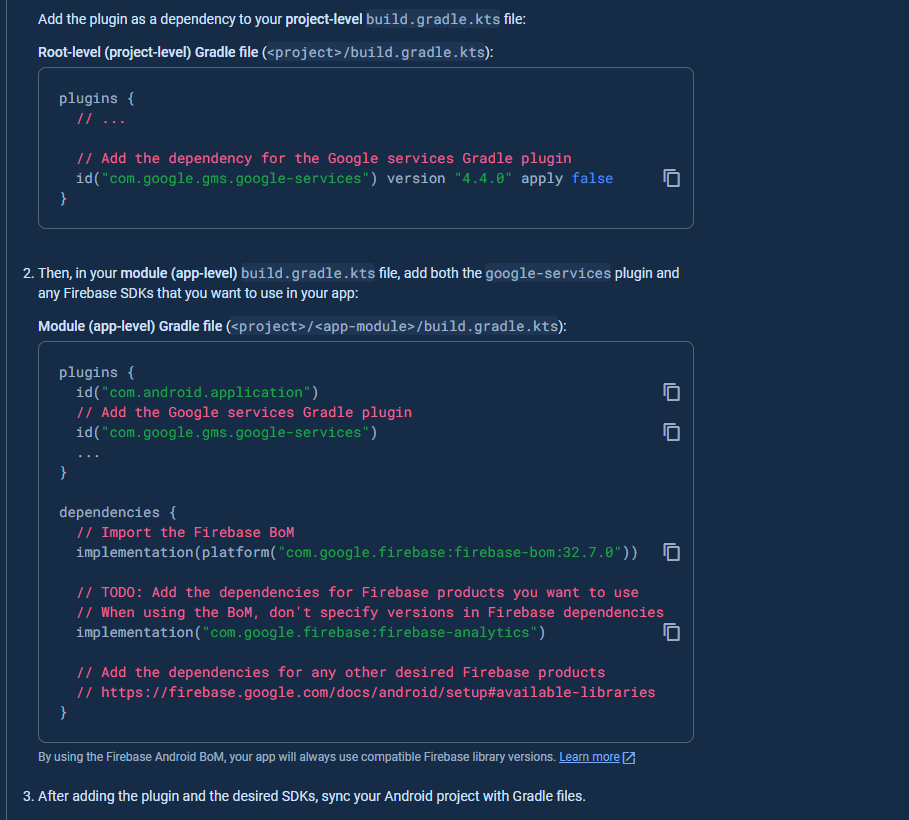 Add the plugin as a dependency to your project-level build.gradle.kts file:
Root-level (project-level) Gradle file (<project>/build.gradle.kts):
plugins {
// ...
// Add the dependency for the Google services Gradle plugin
id("com.google.gms.google-services") version "4.4.0" apply false
}
2. Then, in your module (app-level) build.gradle.kts file, add both the google-services plugin and
any Firebase SDKs that you want to use in your app:
Module (app-level) Gradle file (<project>/<app-module>/build.gradle.kts):
plugins {
id("com.android.application")
// Add the Google services Gradle plugin
id("com.google.gms.google-services")
...
}
dependencies {
// Import the Firebase BoM
implementation(platform("com.google.firebase:firebase-bom:32.7.0"))
// TODO: Add the dependencies for Firebase products you want to use
// When using the BoM, don't specify versions in Firebase dependencies
implementation("com.google.firebase:firebase-analytics")
// Add the dependencies for any other desired Firebase products
// https://firebase.google.com/docs/android/setup#available-libraries
}
By using the Firebase Android BoM, your app will always use compatible Firebase library versions. Learn more
3. After adding the plugin and the desired SDKs, sync your Android project with Gradle files.